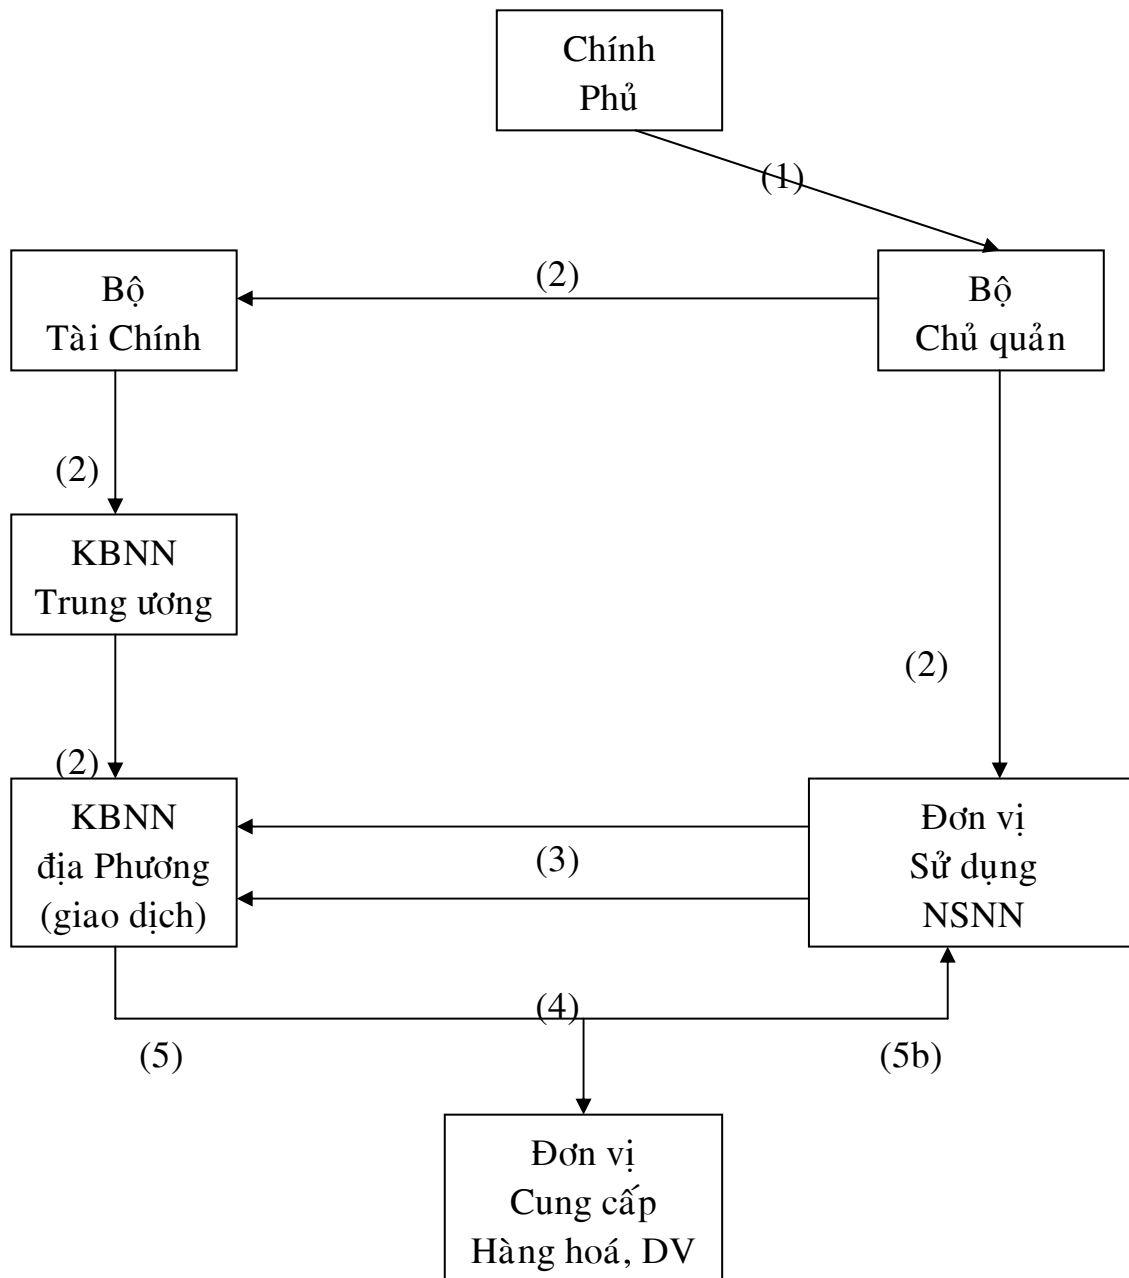 Chính
Phủ
(1)
Bộ
Tài Chính
(2)
Bộ
Chủ quản
(2)
KBNN
Trung ương
(2)
(2)
KBNN
địa Phương
(giao dịch)
(3)
Đơn vị
Sử dụng
NSNN
(4)
(5)
(5b)
Đơn vị
Cung cấp
Hàng hoá, DV